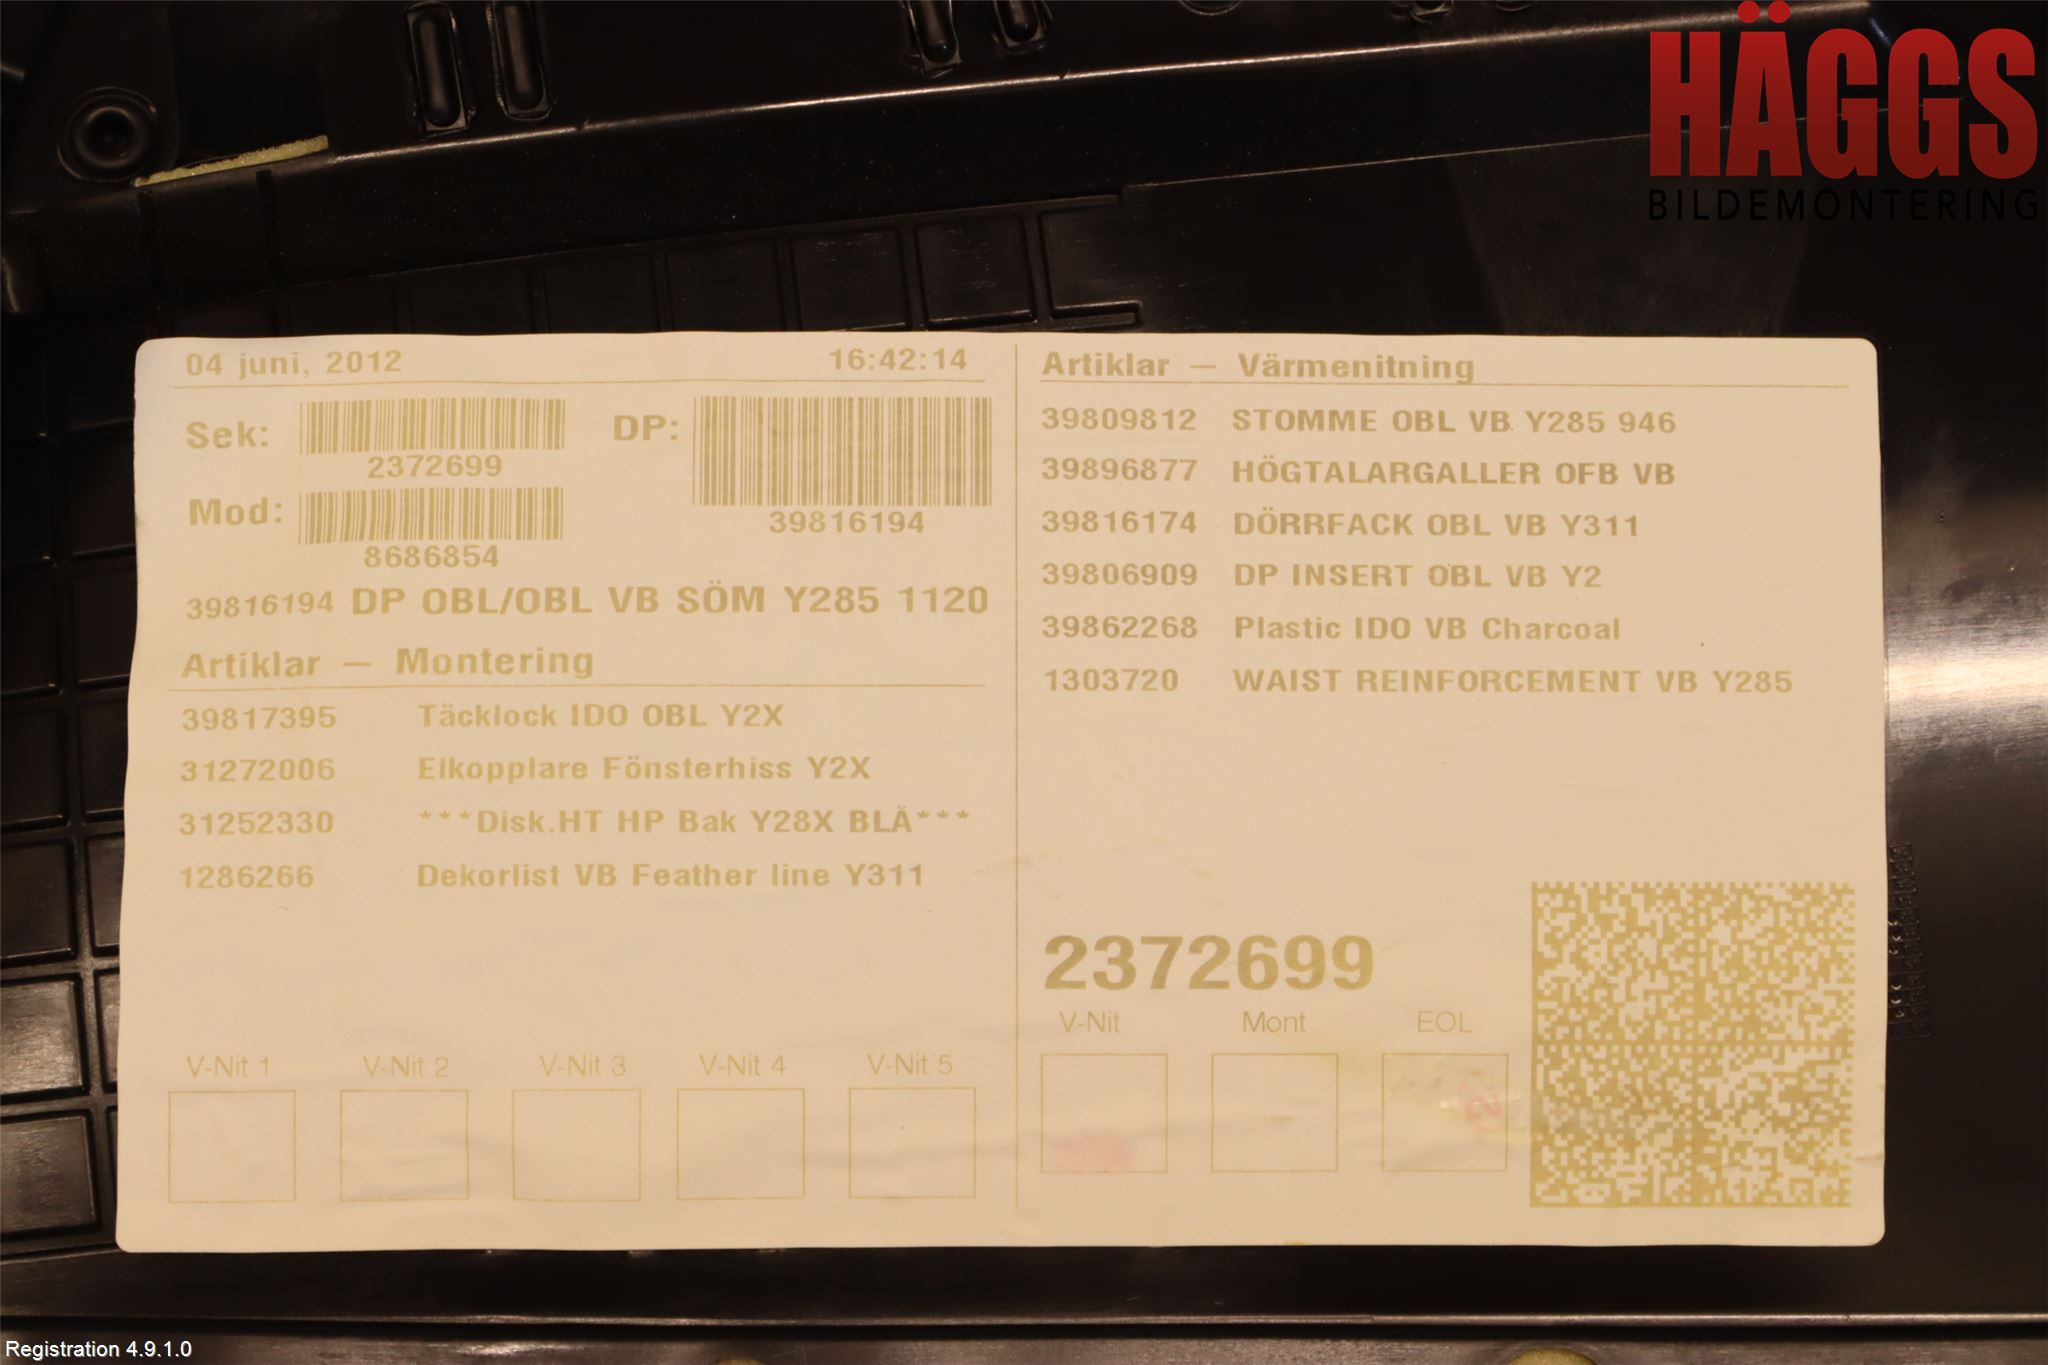 HÄGGS
BILDEMONTERING
04 juni, 2012 16:42:14
Sek: 2372699
DP: 39816194
Mod: 8686854
39816194 DP OBL/OBL VB SÖM Y285 1120
Artiklar – Montering
39817395 Täcklock IDO OBL Y2X
31272006 Elkopplare Fönsterhiss Y2X
31252330 ***Disk.HT HP Bak Y28X BLÅ***
1286266 Dekorlist VB Feather line Y311
V-Nit 1 V-Nit 2 V-Nit 3 V-Nit 4 V-Nit 5
Artiklar – Värmenitning
39809812 STOMME OBL VB Y285 946
39896877 HÖGTALARGALLER OFB VB
39816174 DÖRRFACK OBL VB Y311
39806909 DP INSERT OBL VB Y2
39862268 Plastic IDO VB Charcoal
1303720 WAIST REINFORCEMENT VB Y285
2372699
V-Nit Mont EOL
Registration 4.9.1.0